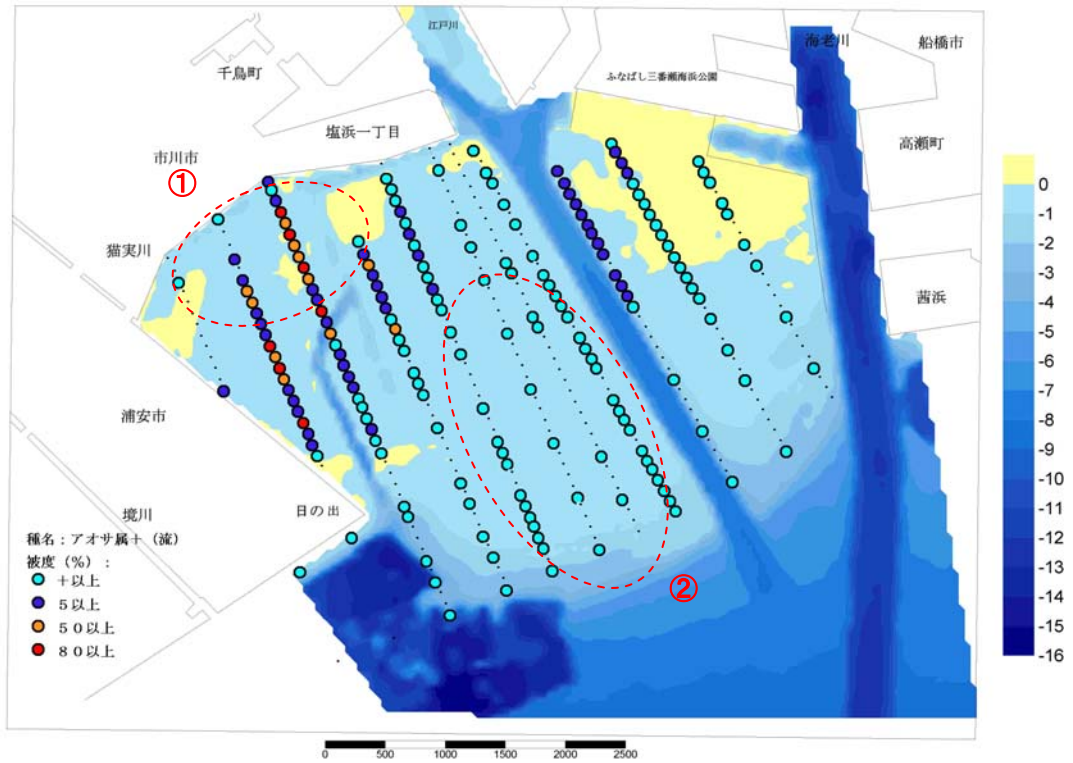 江戸川
海老川
船橋市
千鳥町
ふなばし三番瀬海浜公園
塩浜一丁目
高瀬町
市川市
①
猫実川
茜浜
浦安市
境川
日の出
②
種名：アオサ属＋（流）
被度（%）：
＋以上
５以上
５０以上
８０以上
0
-1
-2
-3
-4
-5
-6
-7
-8
-9
-10
-11
-12
-13
-14
-15
-16
0 500 1000 1500 2000 2500